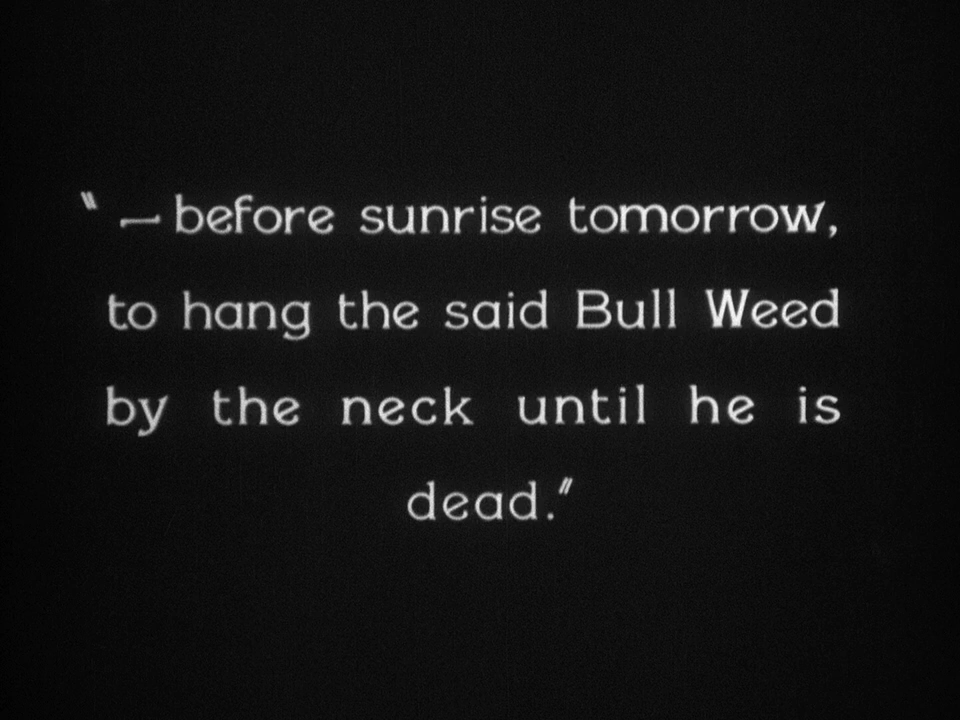 "—before sunrise tomorrow,
to hang the said Bull Weed
by the neck until he is
dead."